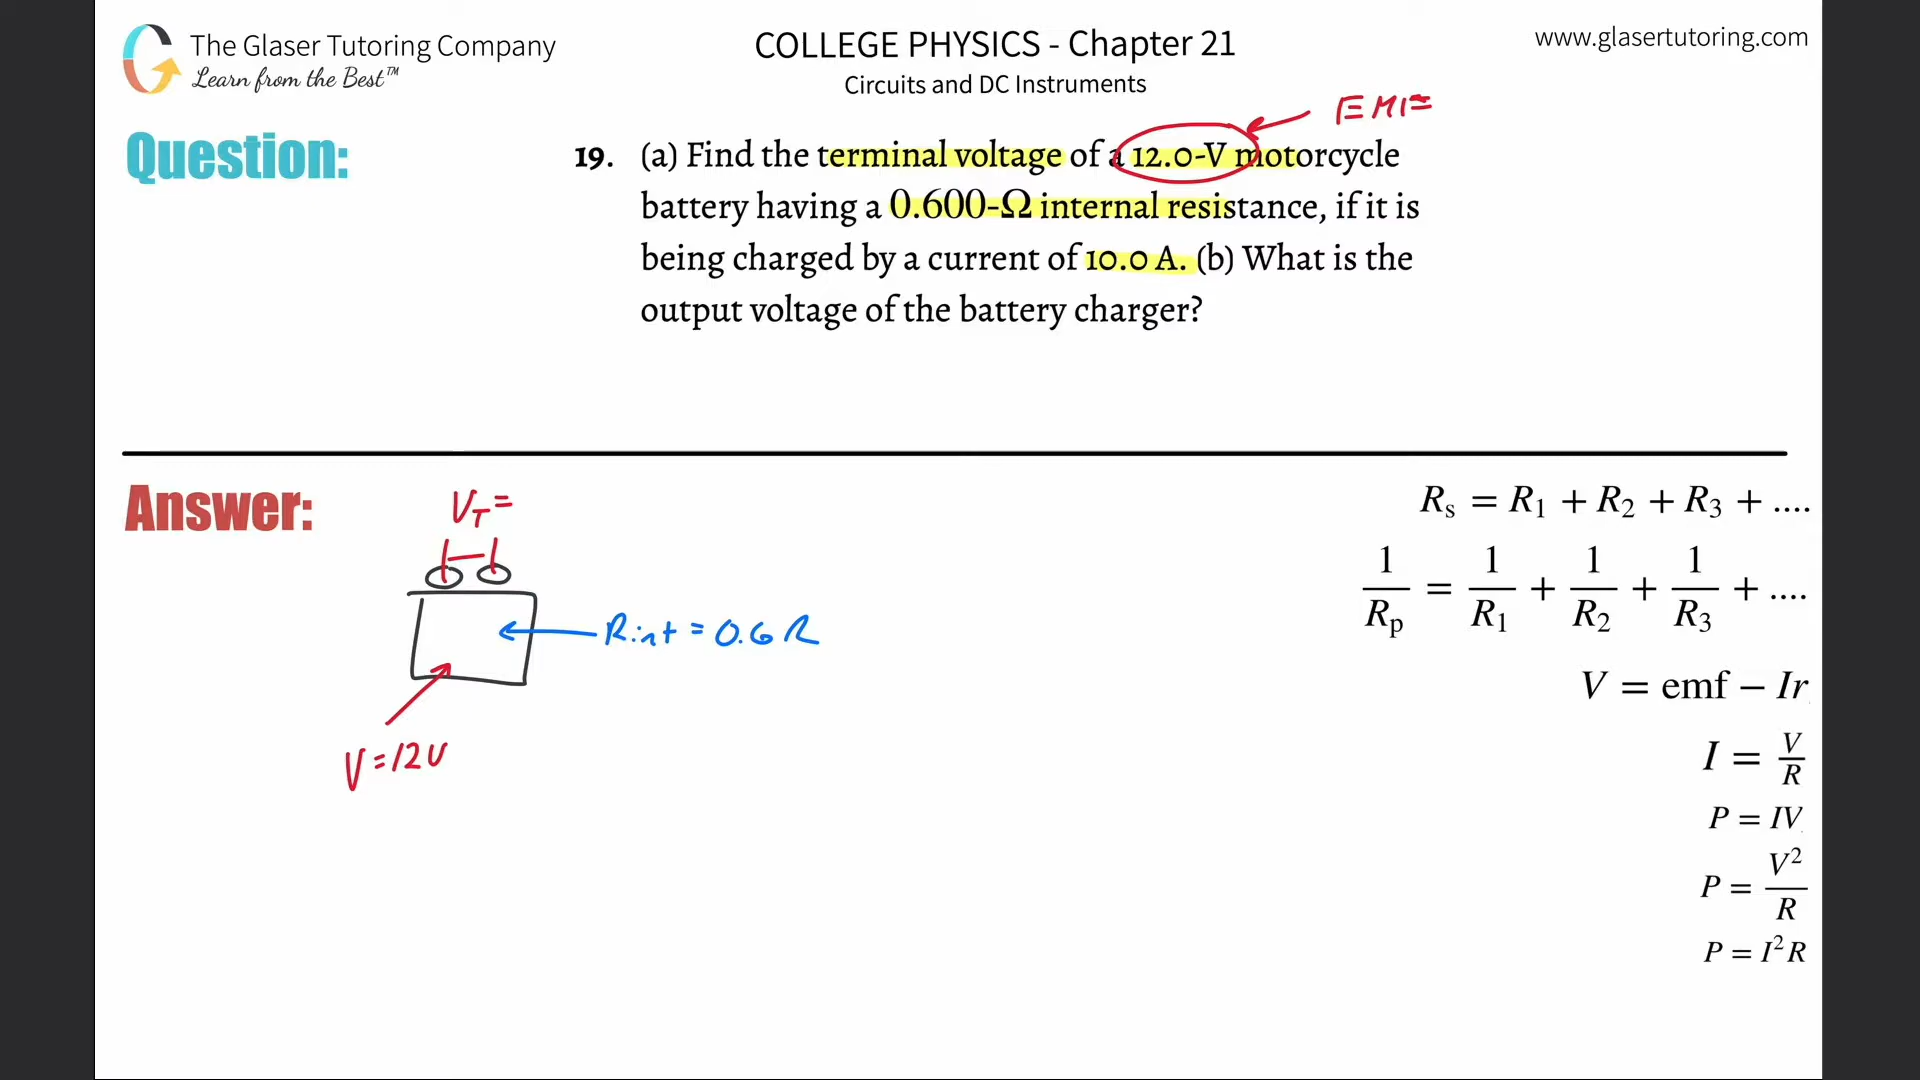 The Glaser Tutoring Company
Learn from the Best™
COLLEGE PHYSICS - Chapter 21
Circuits and DC Instruments
www.glasertutoring.com
EMF
Question:
19. (a) Find the terminal voltage of a 12.0-V motorcycle
battery having a 0.600-Ω internal resistance, if it is
being charged by a current of 10.0 A. (b) What is the
output voltage of the battery charger?
Answer:
V_T =
Rint = 0.6 Ω
V = 12V
R_s = R_1 + R_2 + R_3 + ....
1/R_p = 1/R_1 + 1/R_2 + 1/R_3 + ....
V = emf − Ir
I = V/R
P = IV
P = V²/R
P = I²R